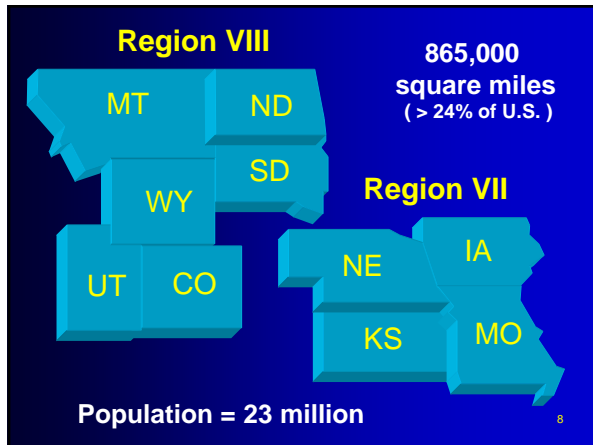 Region VIII
865,000
square miles
( > 24% of U.S. )
MT
ND
SD
WY
UT
CO
Region VII
NE
IA
KS
MO
Population = 23 million
8